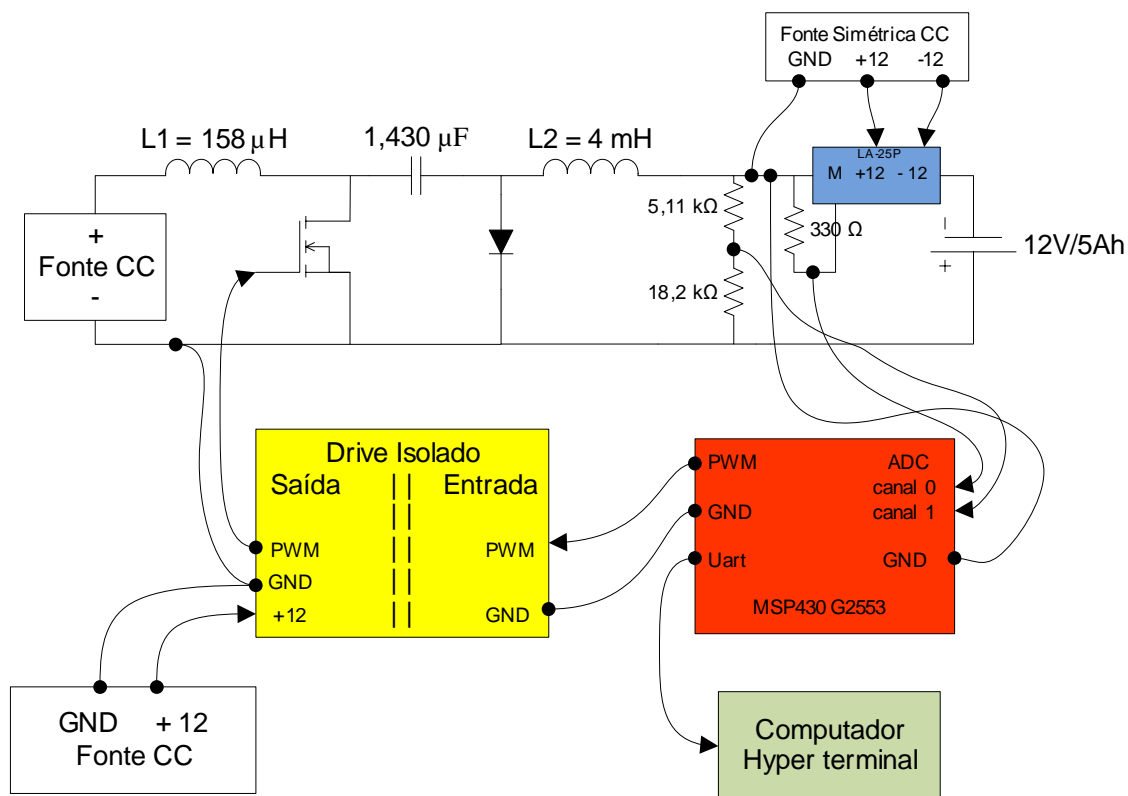 Fonte Simétrica CC
GND +12 -12
L1 = 158 µH
1,430 µF
L2 = 4 mH
LA-25P
M +12 - 12
+
Fonte CC
-
5,11 kΩ
330 Ω
18,2 kΩ
12V/5Ah
+
Drive Isolado
Saída
Entrada
PWM
GND
+12
PWM
GND
PWM
GND
Uart
ADC
canal 0
canal 1
GND
MSP430 G2553
GND + 12
Fonte CC
Computador
Hyper terminal